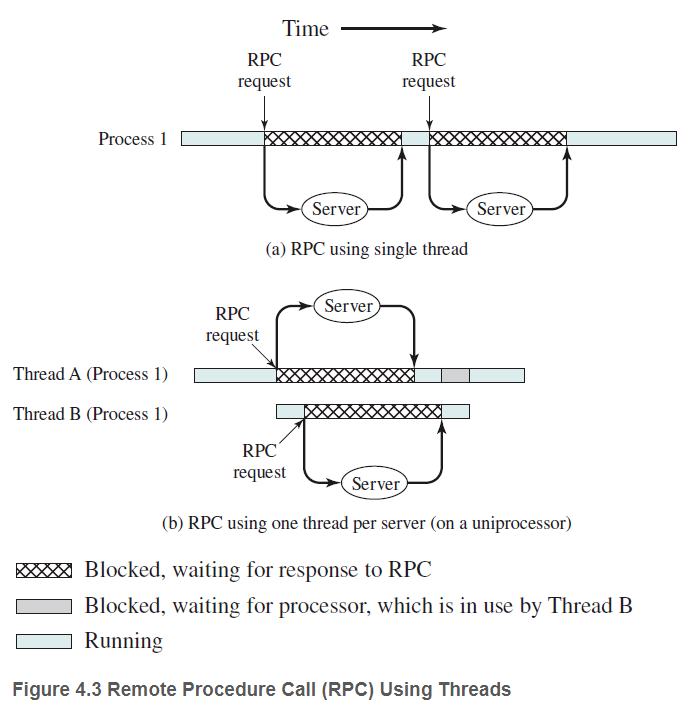 Time
RPC
request
RPC
request
Process 1
Server
Server
(a) RPC using single thread
Server
RPC
request
Thread A (Process 1)
Thread B (Process 1)
RPC
request
Server
(b) RPC using one thread per server (on a uniprocessor)
Blocked, waiting for response to RPC
Blocked, waiting for processor, which is in use by Thread B
Running
Figure 4.3 Remote Procedure Call (RPC) Using Threads